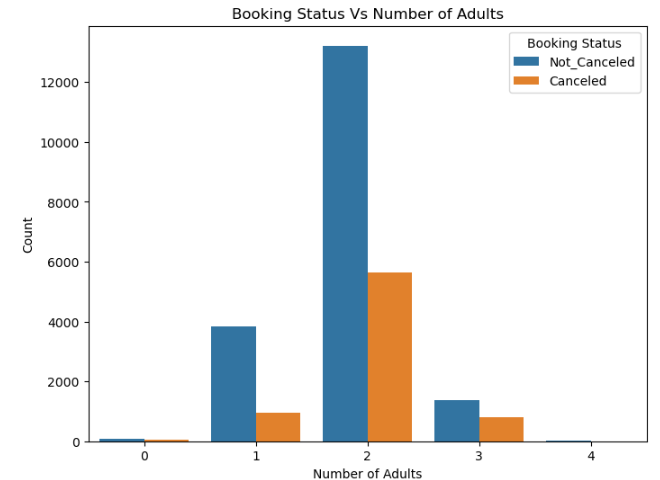 Booking Status Vs Number of Adults
Booking Status
Not_Canceled
Canceled
12000
10000
8000
6000
4000
2000
0
Count
0 1 2 3 4
Number of Adults